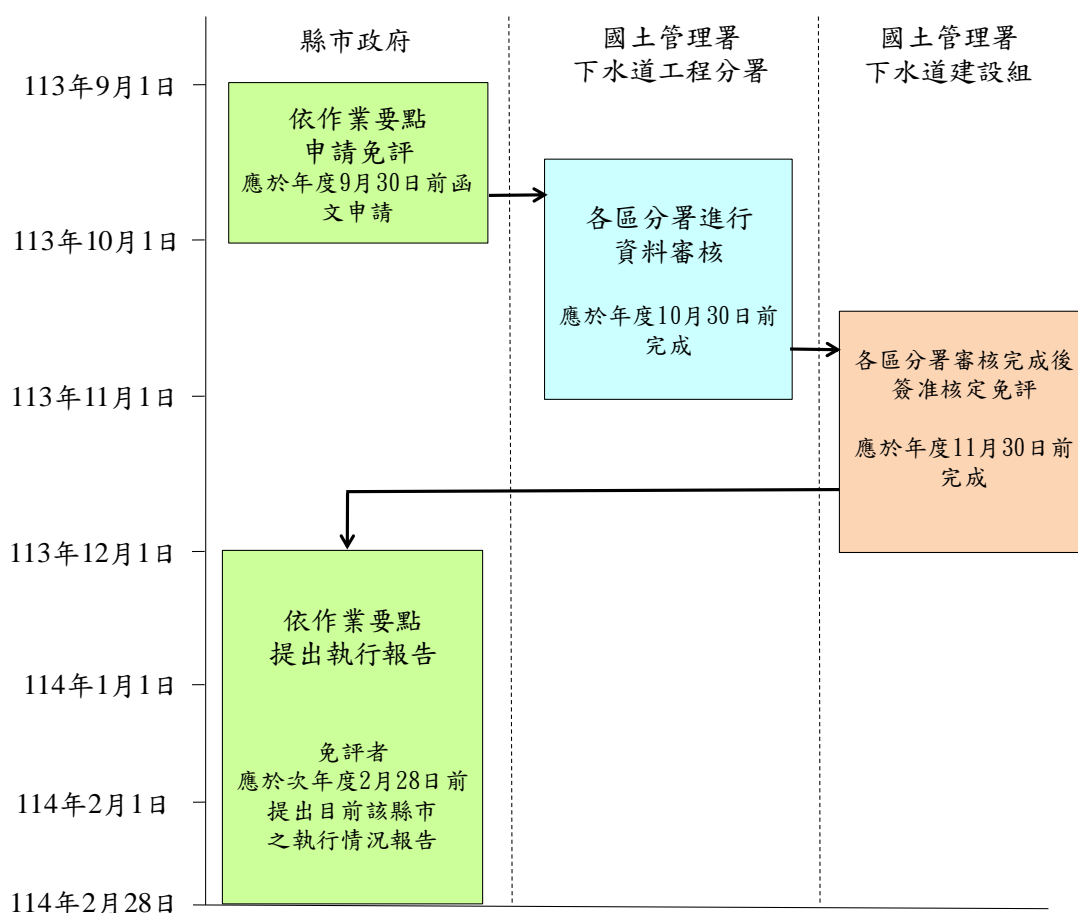 縣市政府
國土管理署
下水道工程分署
國土管理署
下水道建設組
113年9月1日
依作業要點
申請免評
應於年度9月30日前函
文申請
113年10月1日
各區分署進行
資料審核
應於年度10月30日前
完成
113年11月1日
各區分署審核完成後
簽准核定免評
應於年度11月30日前
完成
113年12月1日
依作業要點
提出執行報告
114年1月1日
免評者
應於次年度2月28日前
提出目前該縣市
之執行情況報告
114年2月1日
114年2月28日